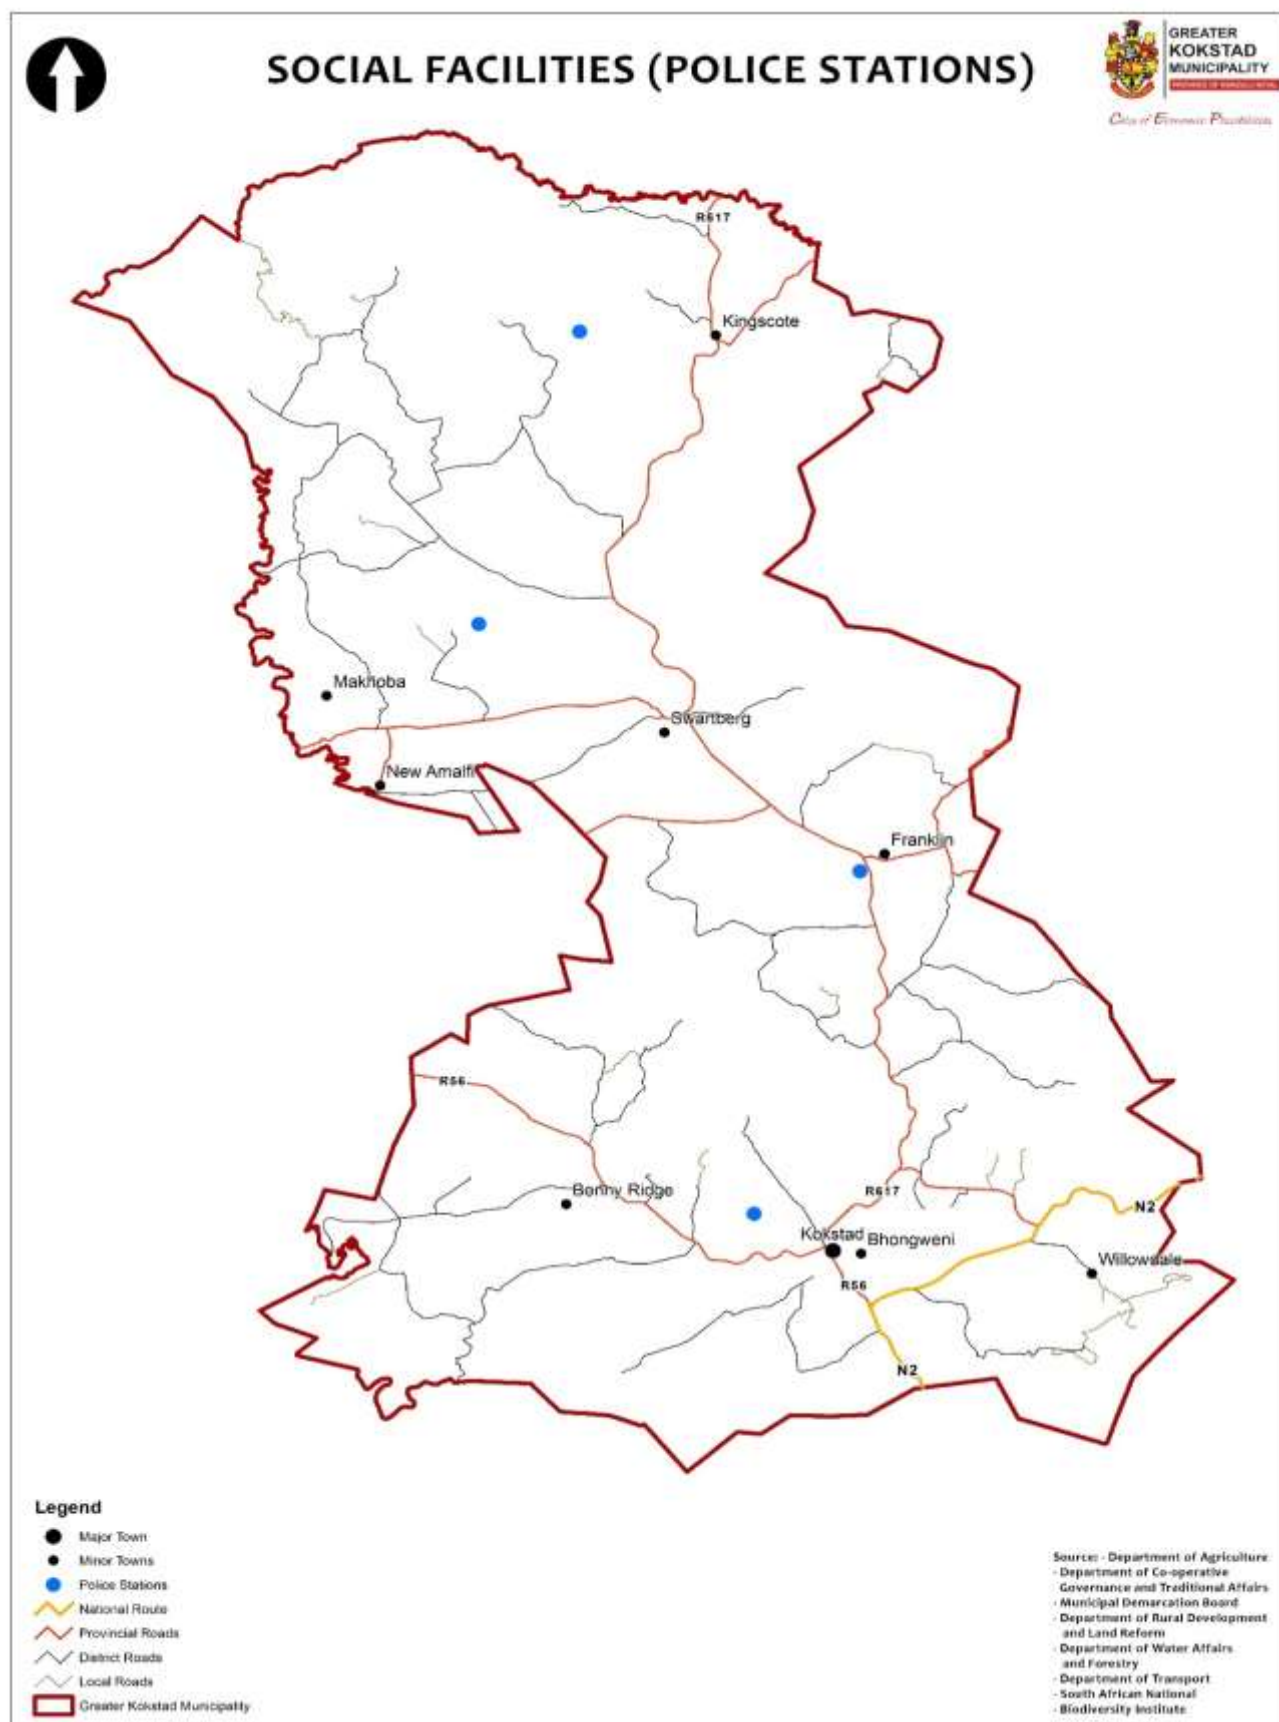 SOCIAL FACILITIES (POLICE STATIONS)
GREATER
KOKSTAD
MUNICIPALITY
R617
Kingscote
Makhoba
Swartberg
New Amalfi
Franklin
R56
Bonny Ridge
R617
N2
Kokstad
Bhongweni
Willowdale
R56
N2
Legend
Major Town
Minor Towns
Police Stations
National Route
Provincial Roads
District Roads
Local Roads
Greater Kokstad Municipality
Source: - Department of Agriculture
- Department of Co-operative
Governance and Traditional Affairs
- Municipal Demarcation Board
- Department of Rural Development
and Land Reform
- Department of Water Affairs
and Forestry
- Department of Transport
- South African National
- Biodiversity Institute